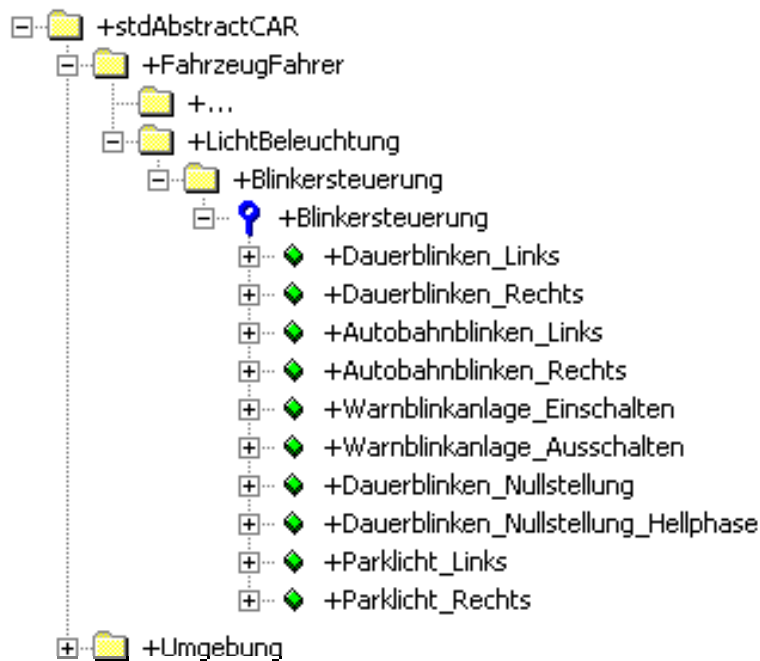 +stdAbstractCAR
+FahrzeugFahrer
+...
+LichtBeleuchtung
+Blinkersteuerung
+Blinkersteuerung
+Dauerblinken_Links
+Dauerblinken_Rechts
+Autobahnblinken_Links
+Autobahnblinken_Rechts
+Warnblinkanlage_Einschalten
+Warnblinkanlage_Ausschalten
+Dauerblinken_Nullstellung
+Dauerblinken_Nullstellung_Hellphase
+Parklicht_Links
+Parklicht_Rechts
+Umgebung